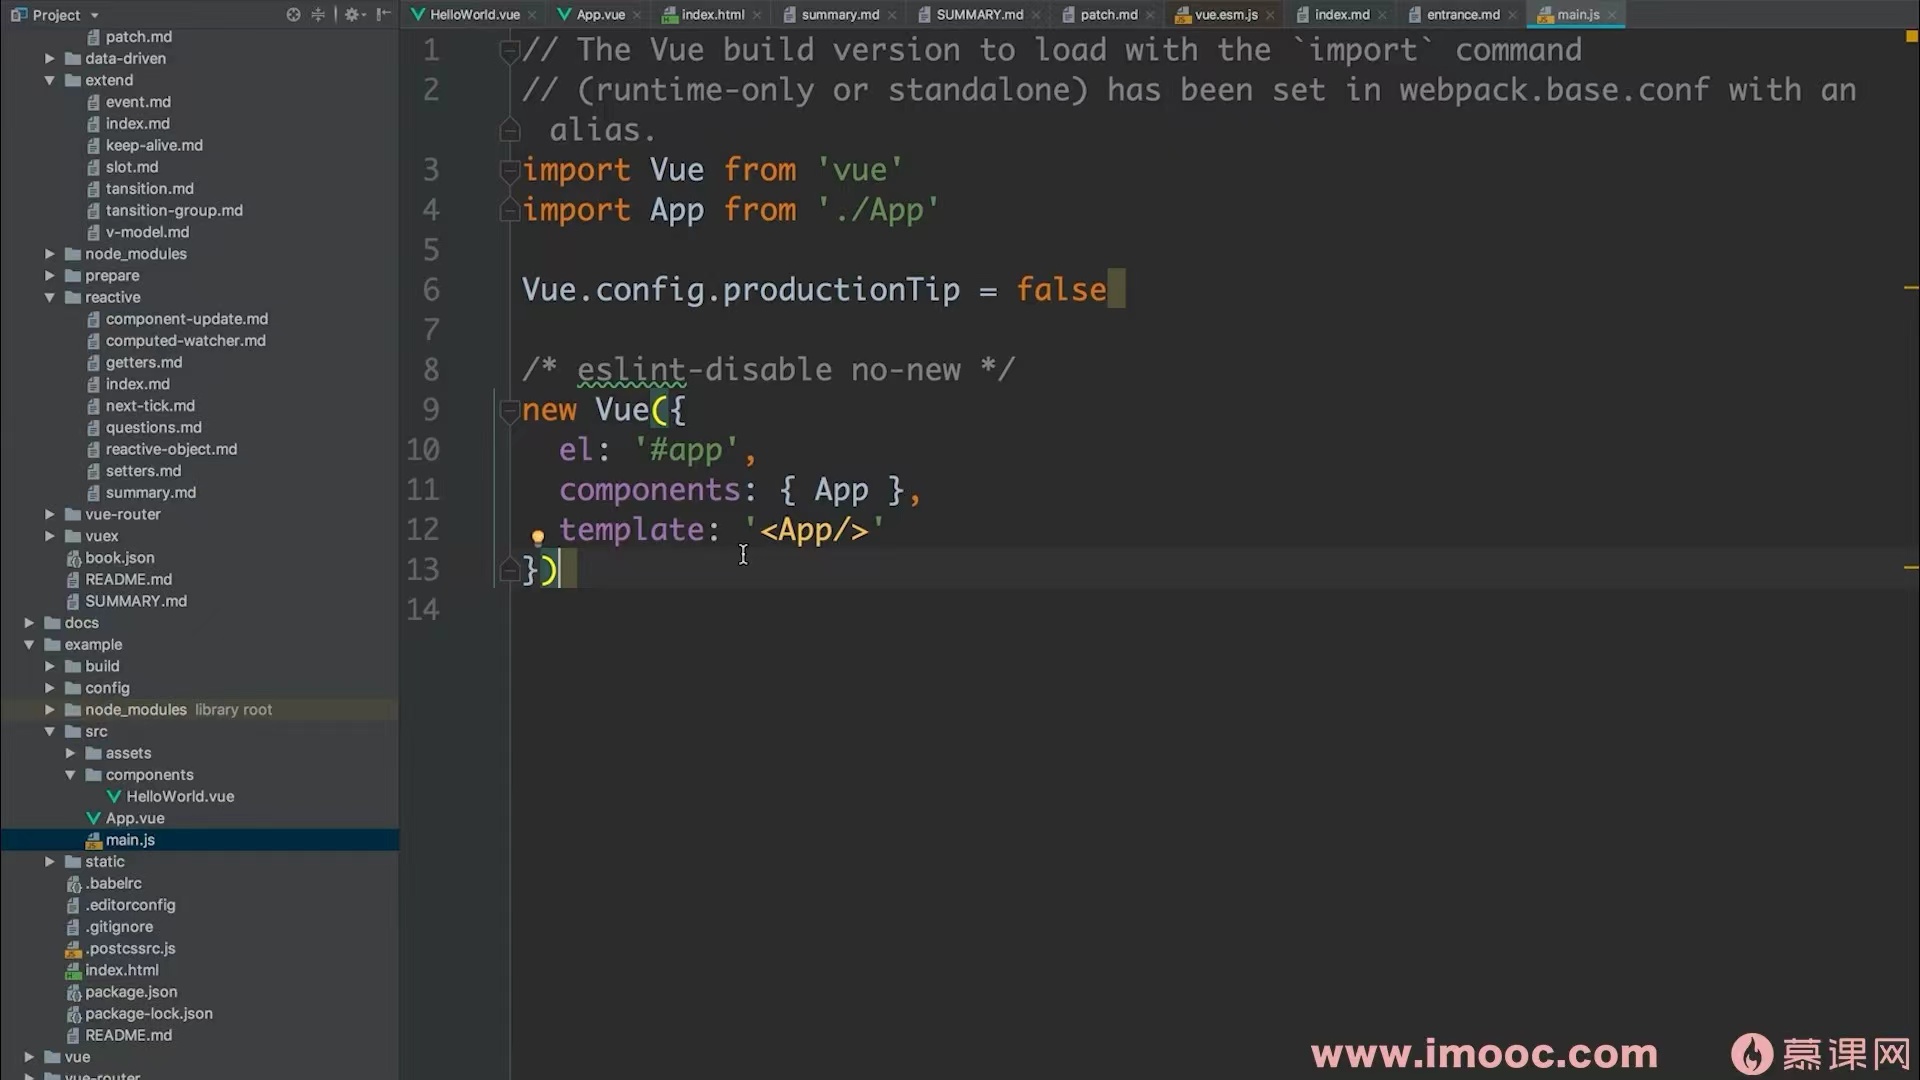 Project
HelloWorld.vue
App.vue
index.html
summary.md
SUMMARY.md
patch.md
vue.esm.js
index.md
entrance.md
main.js
patch.md
data-driven
extend
event.md
index.md
keep-alive.md
slot.md
tansition.md
tansition-group.md
v-model.md
node_modules
prepare
reactive
component-update.md
computed-watcher.md
getters.md
index.md
next-tick.md
questions.md
reactive-object.md
setters.md
summary.md
vue-router
vuex
book.json
README.md
SUMMARY.md
docs
example
build
config
node_modules library root
src
assets
components
HelloWorld.vue
App.vue
main.js
static
.babelrc
.editorconfig
.gitignore
.postcssrc.js
index.html
package.json
package-lock.json
README.md
vue
vue-router
1 // The Vue build version to load with the `import` command
2 // (runtime-only or standalone) has been set in webpack.base.conf with an
alias.
3 import Vue from 'vue'
4 import App from './App'
5
6 Vue.config.productionTip = false
7
8 /* eslint-disable no-new */
9 new Vue({
10 el: '#app',
11 components: { App },
12 template: '<App/>'
13 })
14
www.imooc.com 慕课网